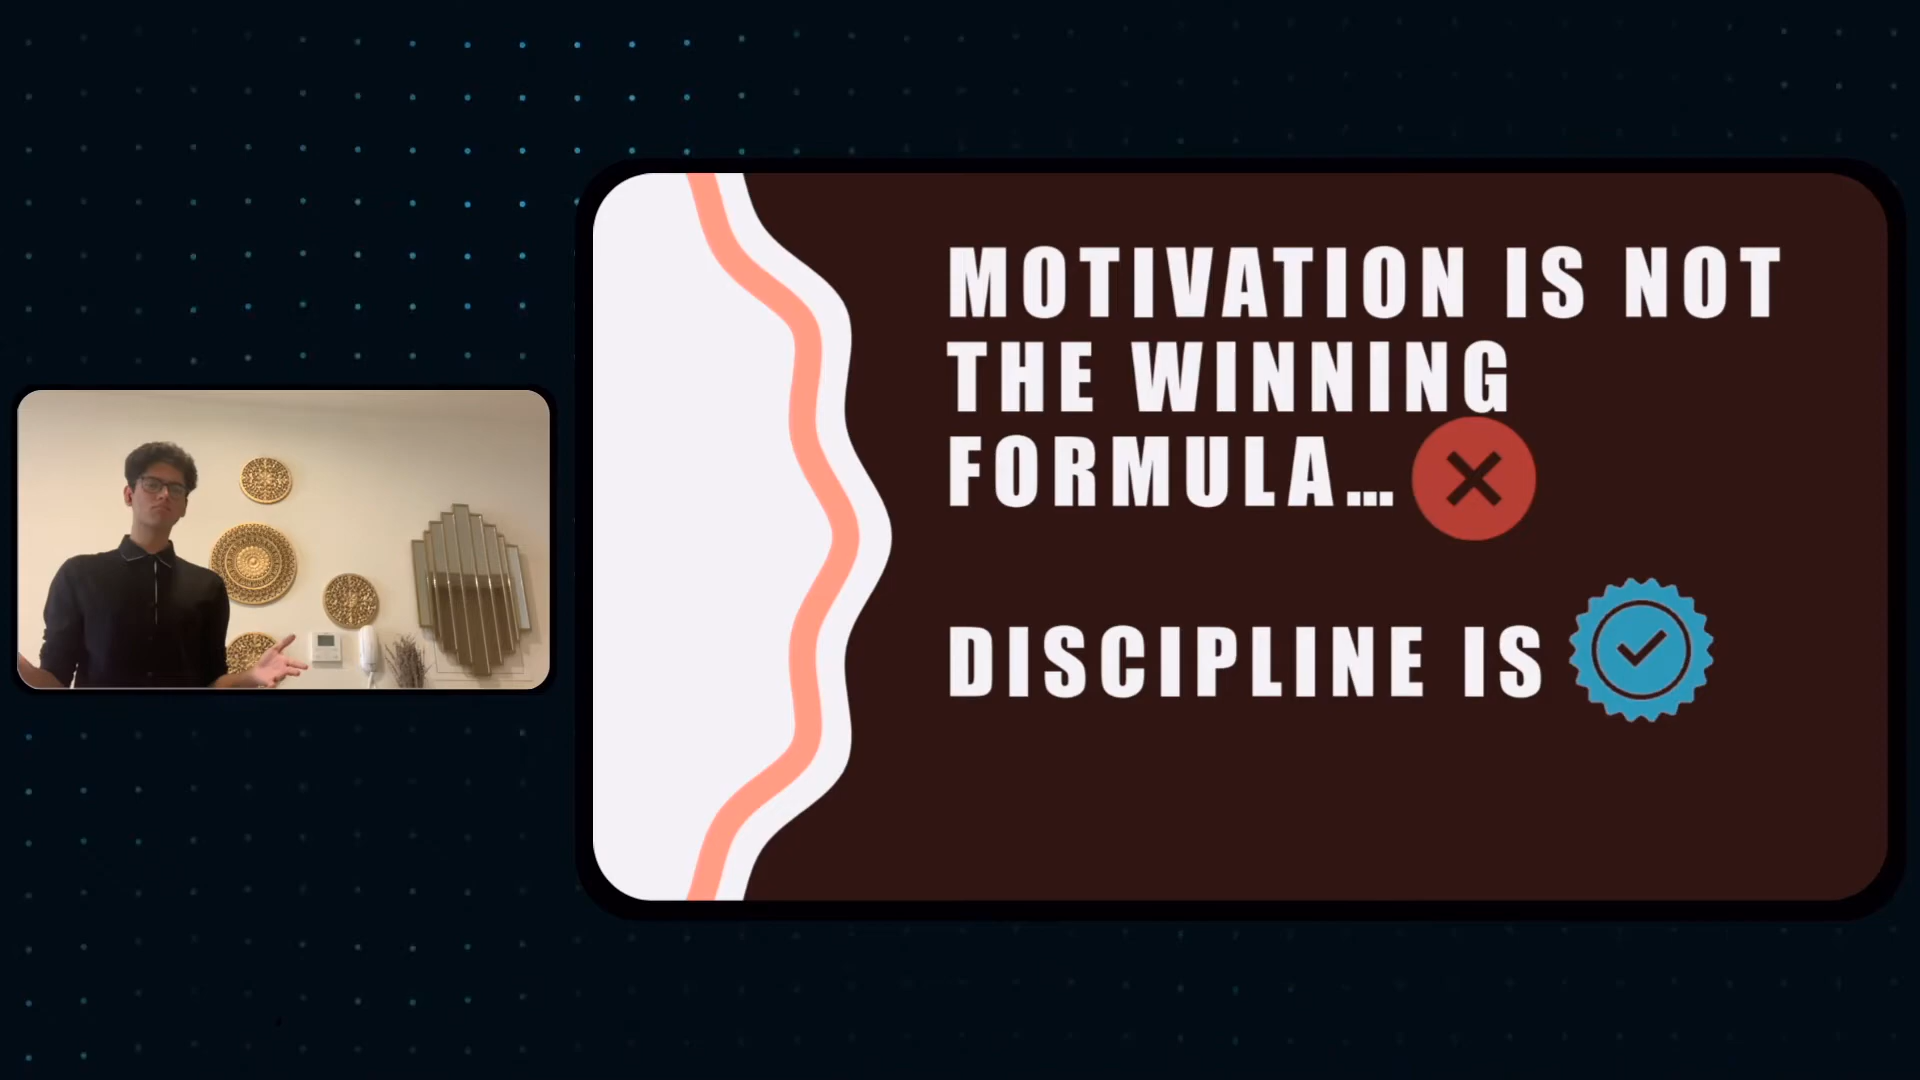 MOTIVATION IS NOT
THE WINNING
FORMULA...
DISCIPLINE IS